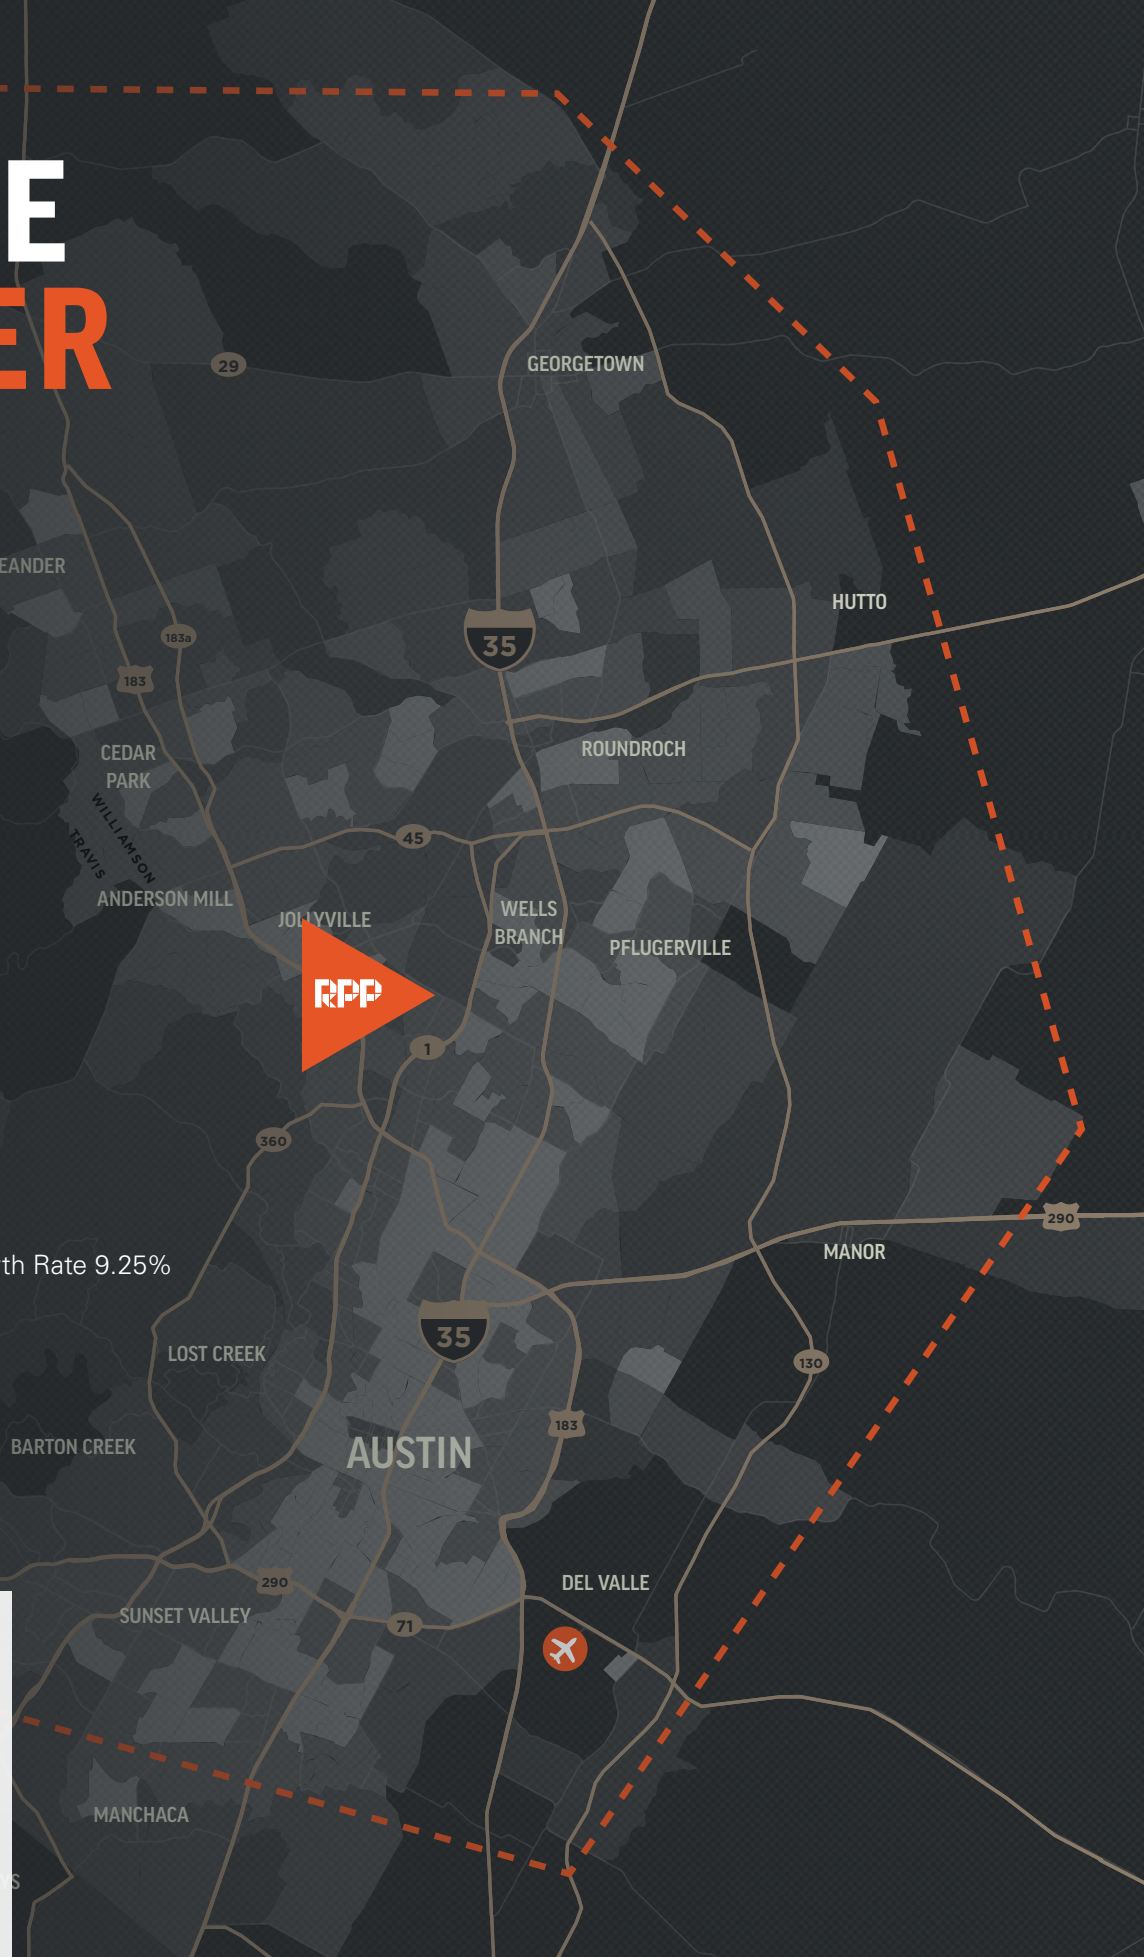 E
ER
29
GEORGETOWN
EANDER
HUTTO
183a
35
183
ROUNDROCH
CEDAR
PARK
WILLIAMSON
TRAVIS
45
ANDERSON MILL
JOLLYVILLE
WELLS
BRANCH
PFLUGERVILLE
RPP
1
360
290
MANOR
th Rate 9.25%
35
LOST CREEK
130
183
BARTON CREEK
AUSTIN
290
DEL VALLE
SUNSET VALLEY
71
MANCHACA
YS